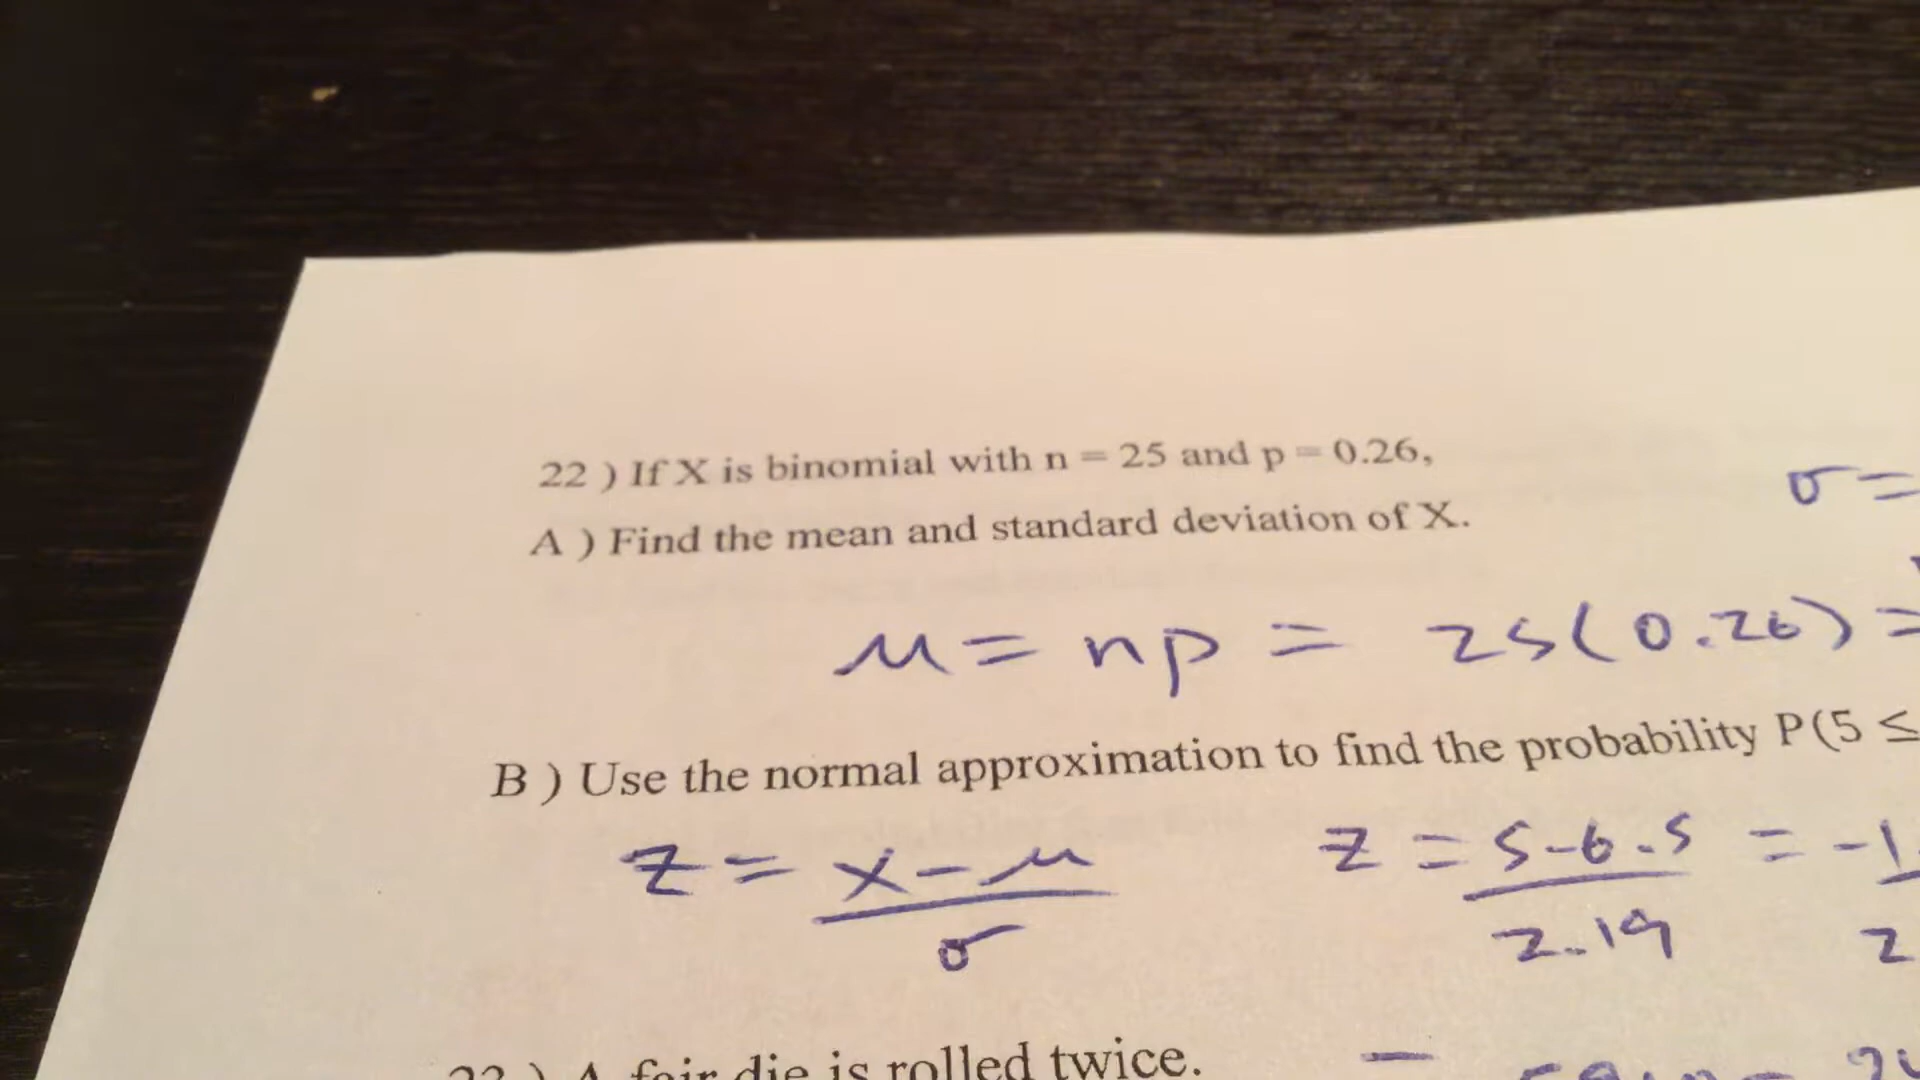 22 ) If X is binomial with n = 25 and p = 0.26,
σ =
A ) Find the mean and standard deviation of X.
μ = np = 25(0.26) =
B ) Use the normal approximation to find the probability P(5 ≤
z = x - μ / σ z = 5-6.5 / 2.19 = -1 / 2
A fair die is rolled twice.